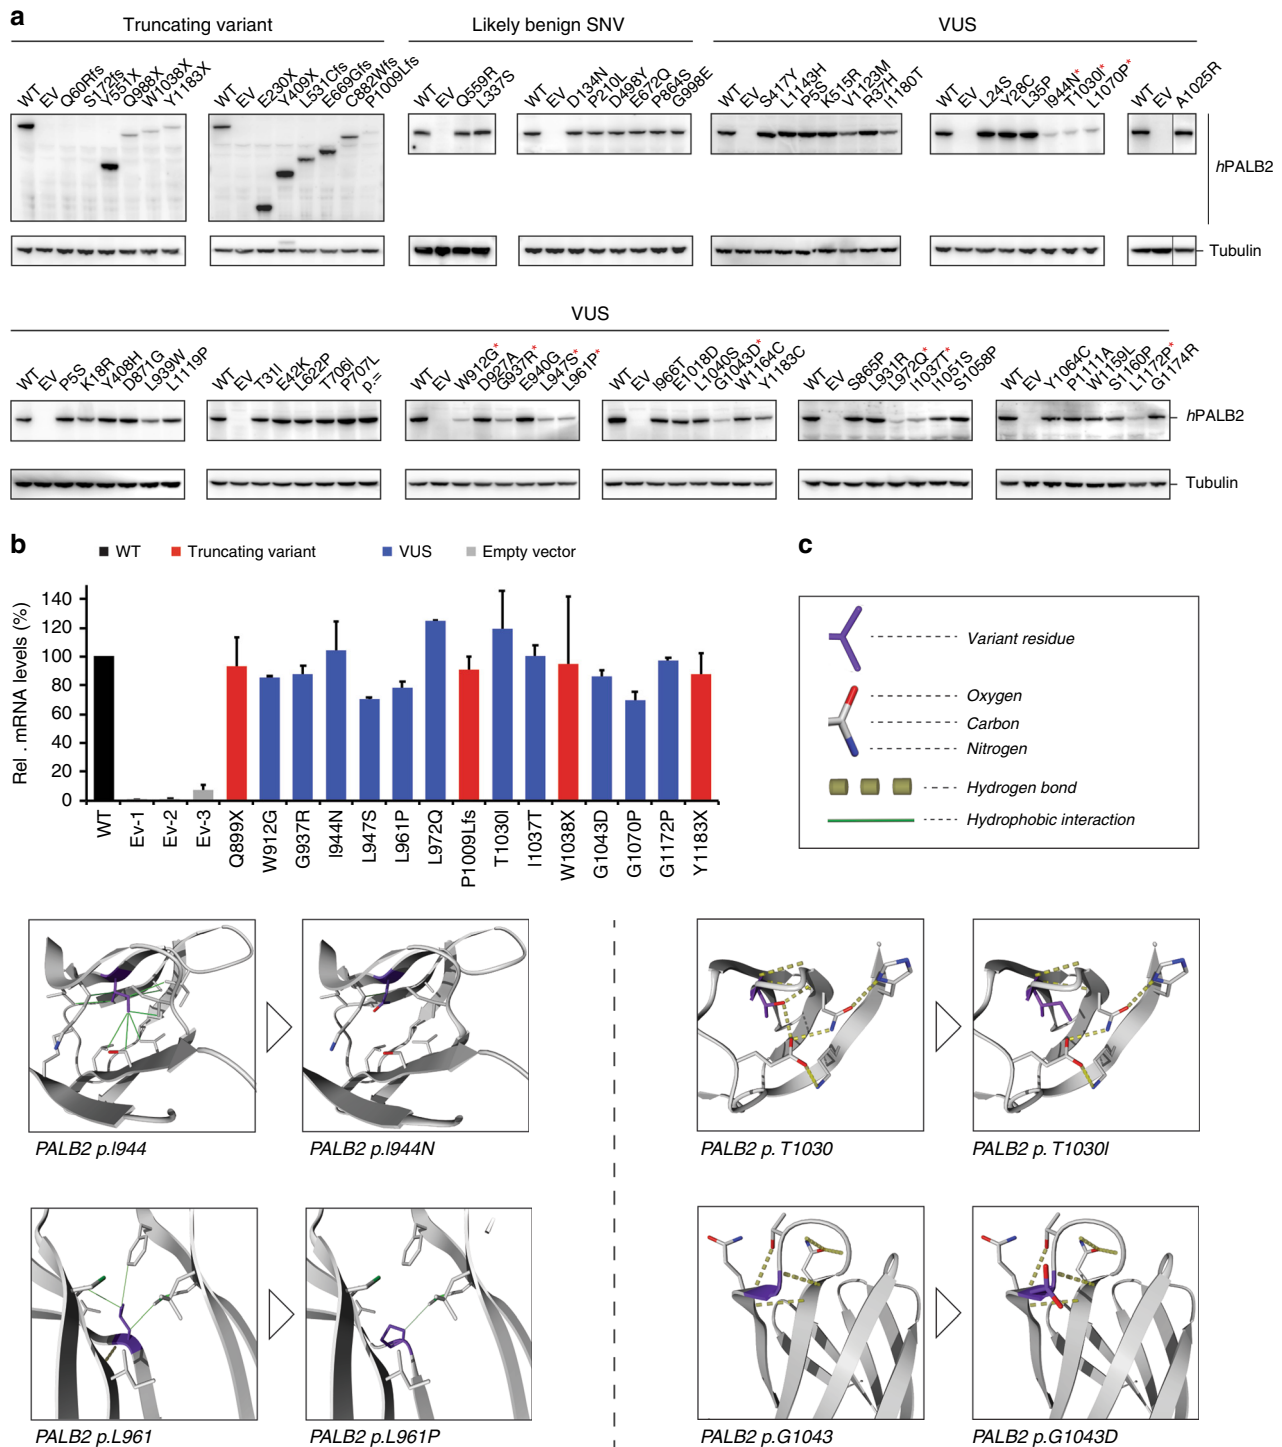 a
Truncating variant
Likely benign SNV
VUS
WT EV Q60Rfs S172fs Y551X Q998X W1038X Y1183X
WT EV E230X Y409X L531Cfs E669Gfs C882Wfs P1009Lfs
WT EV Q559R L337S
WT EV D134N P210L D498Y E672Q P864S G998E
WT EV S417Y L1143H P5S K515R V1123M R37H I1180T
WT EV L24S Y28C L35P I944N* T1030I* L1070P*
WT EV A1025R
hPALB2
Tubulin
VUS
WT EV P5S K18R Y408H D871G L939W L1119P
WT EV T31I E42K L622P T706I P707L p.=
WT EV W912G* D927A G937R* E940G L947S* L961P*
WT EV I966T E1018D L1040S G1043D* W1164C Y1183C
WT EV S865P L931R L972Q* I1037T* I1051S S1058P
WT EV Y1064C P1111A W1159L S1160P L1172P* G1174R
hPALB2
Tubulin
b
WT Truncating variant VUS Empty vector
Rel . mRNA levels (%)
140
120
100
80
60
40
20
0
WT Ev-1 Ev-2 Ev-3 Q899X W912G G937R I944N L947S L961P L972Q P1009Lfs T1030I I1037T W1038X G1043D G1070P G1172P Y1183X
c
Variant residue
Oxygen
Carbon
Nitrogen
Hydrogen bond
Hydrophobic interaction
PALB2 p.I944
PALB2 p.I944N
PALB2 p. T1030
PALB2 p. T1030I
PALB2 p.L961
PALB2 p.L961P
PALB2 p.G1043
PALB2 p.G1043D